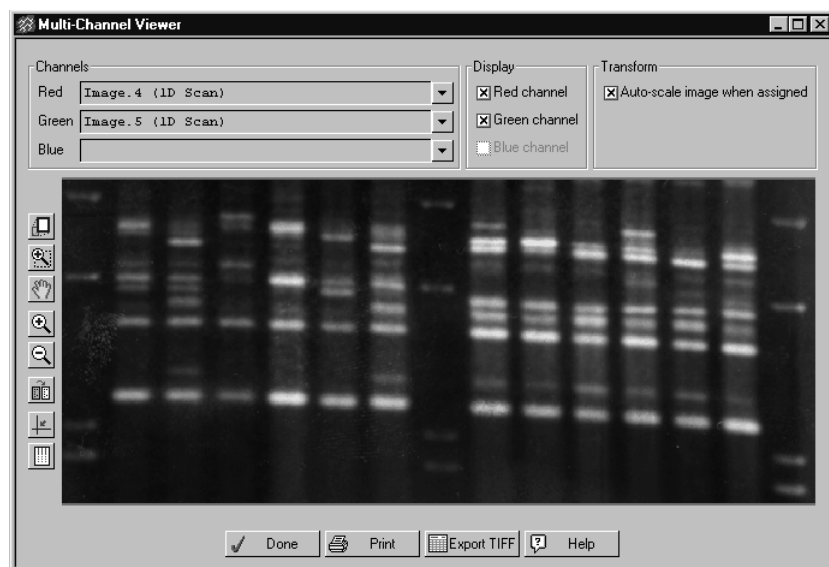 Multi-Channel Viewer
Channels
Red Image.4 (1D Scan)
Green Image.5 (1D Scan)
Blue
Display
Red channel
Green channel
Blue channel
Transform
Auto-scale image when assigned
Done Print Export TIFF Help